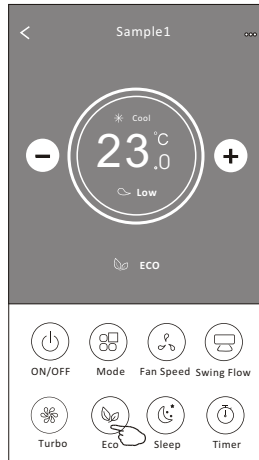 Sample1
Cool
23.0°C
Low
ECO
ON/OFF Mode Fan Speed Swing Flow
Turbo Eco Sleep Timer